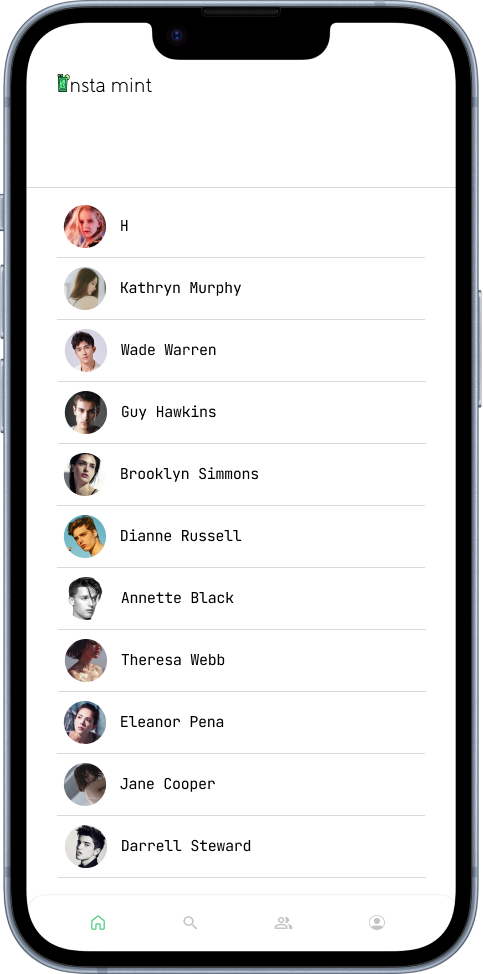 insta mint
H
Kathryn Murphy
Wade Warren
Guy Hawkins
Brooklyn Simmons
Dianne Russell
Annette Black
Theresa Webb
Eleanor Pena
Jane Cooper
Darrell Steward